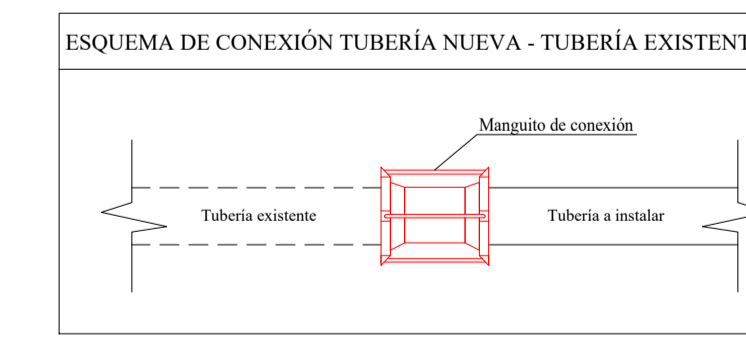 ESQUEMA DE CONEXIÓN TUBERÍA NUEVA - TUBERÍA EXISTENT
Manguito de conexión
Tubería existente
Tubería a instalar